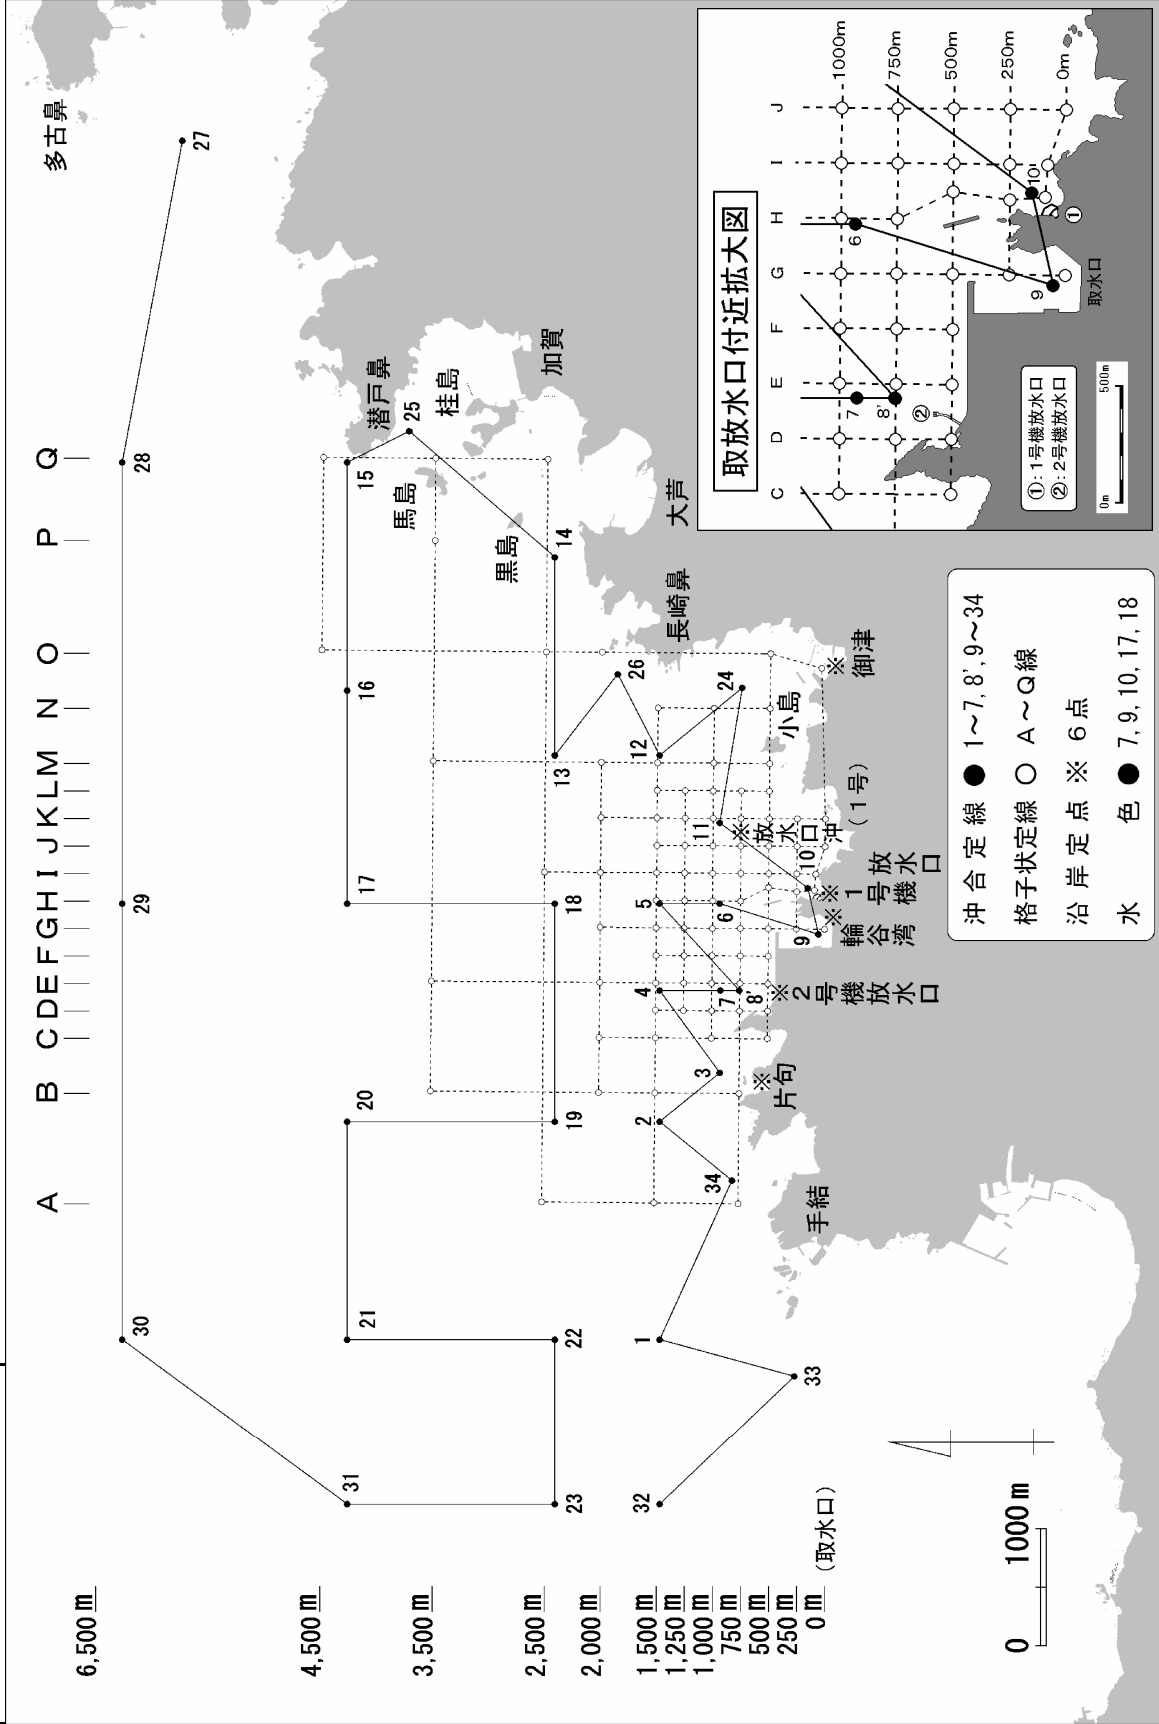 A
B
C
D
E
F
G
H
I
J
K
L
M
N
O
P
Q
6,500m
4,500m
3,500m
2,500m
2,000m
1,500m
1,250m
1,000m
750m
500m
250m
0m
(取水口)
多古鼻
30
29
28
27
31
21
20
17
16
15
潜戸鼻
25
桂島
馬島
加賀
23
22
19
18
13
14
黒島
26
32
1
2
4
5
12
長崎鼻
大芦
34
3
7
8'
6
11
24
33
9
10
小島
※放水口沖
(1号)
※
片句
手結
※
2号機放水口
※
輪谷湾
※
1号機放水口
※
御津
0
1000m
沖合定線 ● 1~7,8',9~34
格子状定線 ○ A~Q線
沿岸定点 ※ 6点
水色 ● 7,9,10,17,18
取放水口付近拡大図
C
D
E
F
G
H
I
J
1000m
750m
500m
250m
0m
7
8'
6
9
10
②
①
取水口
①:1号機放水口
②:2号機放水口
0m
500m